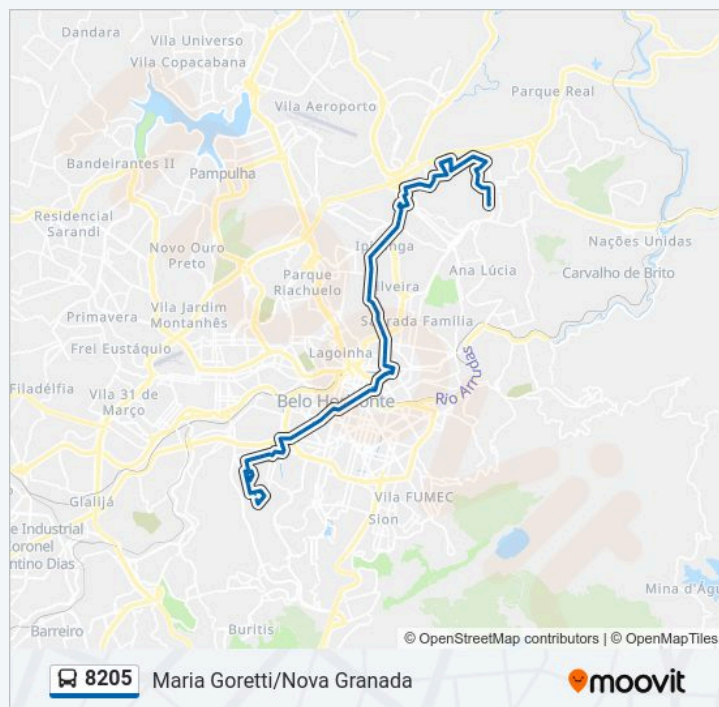 Dandara
Vila Universo
Vila Copacabana
Parque Real
Vila Aeroporto
Bandeirantes II
Pampulha
Residencial
Sarandi
Nações Unidas
Novo Ouro
Preto
Ana Lúcia
Carvalho de Brito
Parque
Riachuelo
Vila Jardim
Montanhês
Primavera
Frei Eustáquio
Lagoinha
Filadélfia
Vila 31 de
Março
Rio Arrudas
Glalijá
Vila FUMEC
Sion
Mina d'Águ
Barreiro
Buritis
© OpenStreetMap contributors | © OpenMapTiles
8205
Maria Goretti/Nova Granada
moovit